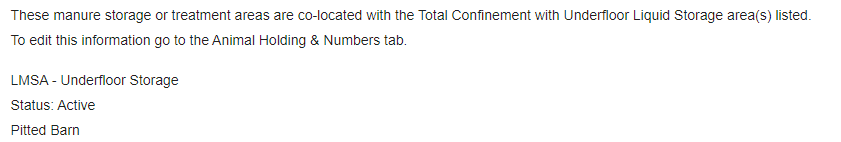 These manure storage or treatment areas are co-located with the Total Confinement with Underfloor Liquid Storage area(s) listed.
To edit this information go to the Animal Holding & Numbers tab.
LMSA - Underfloor Storage
Status: Active
Pitted Barn